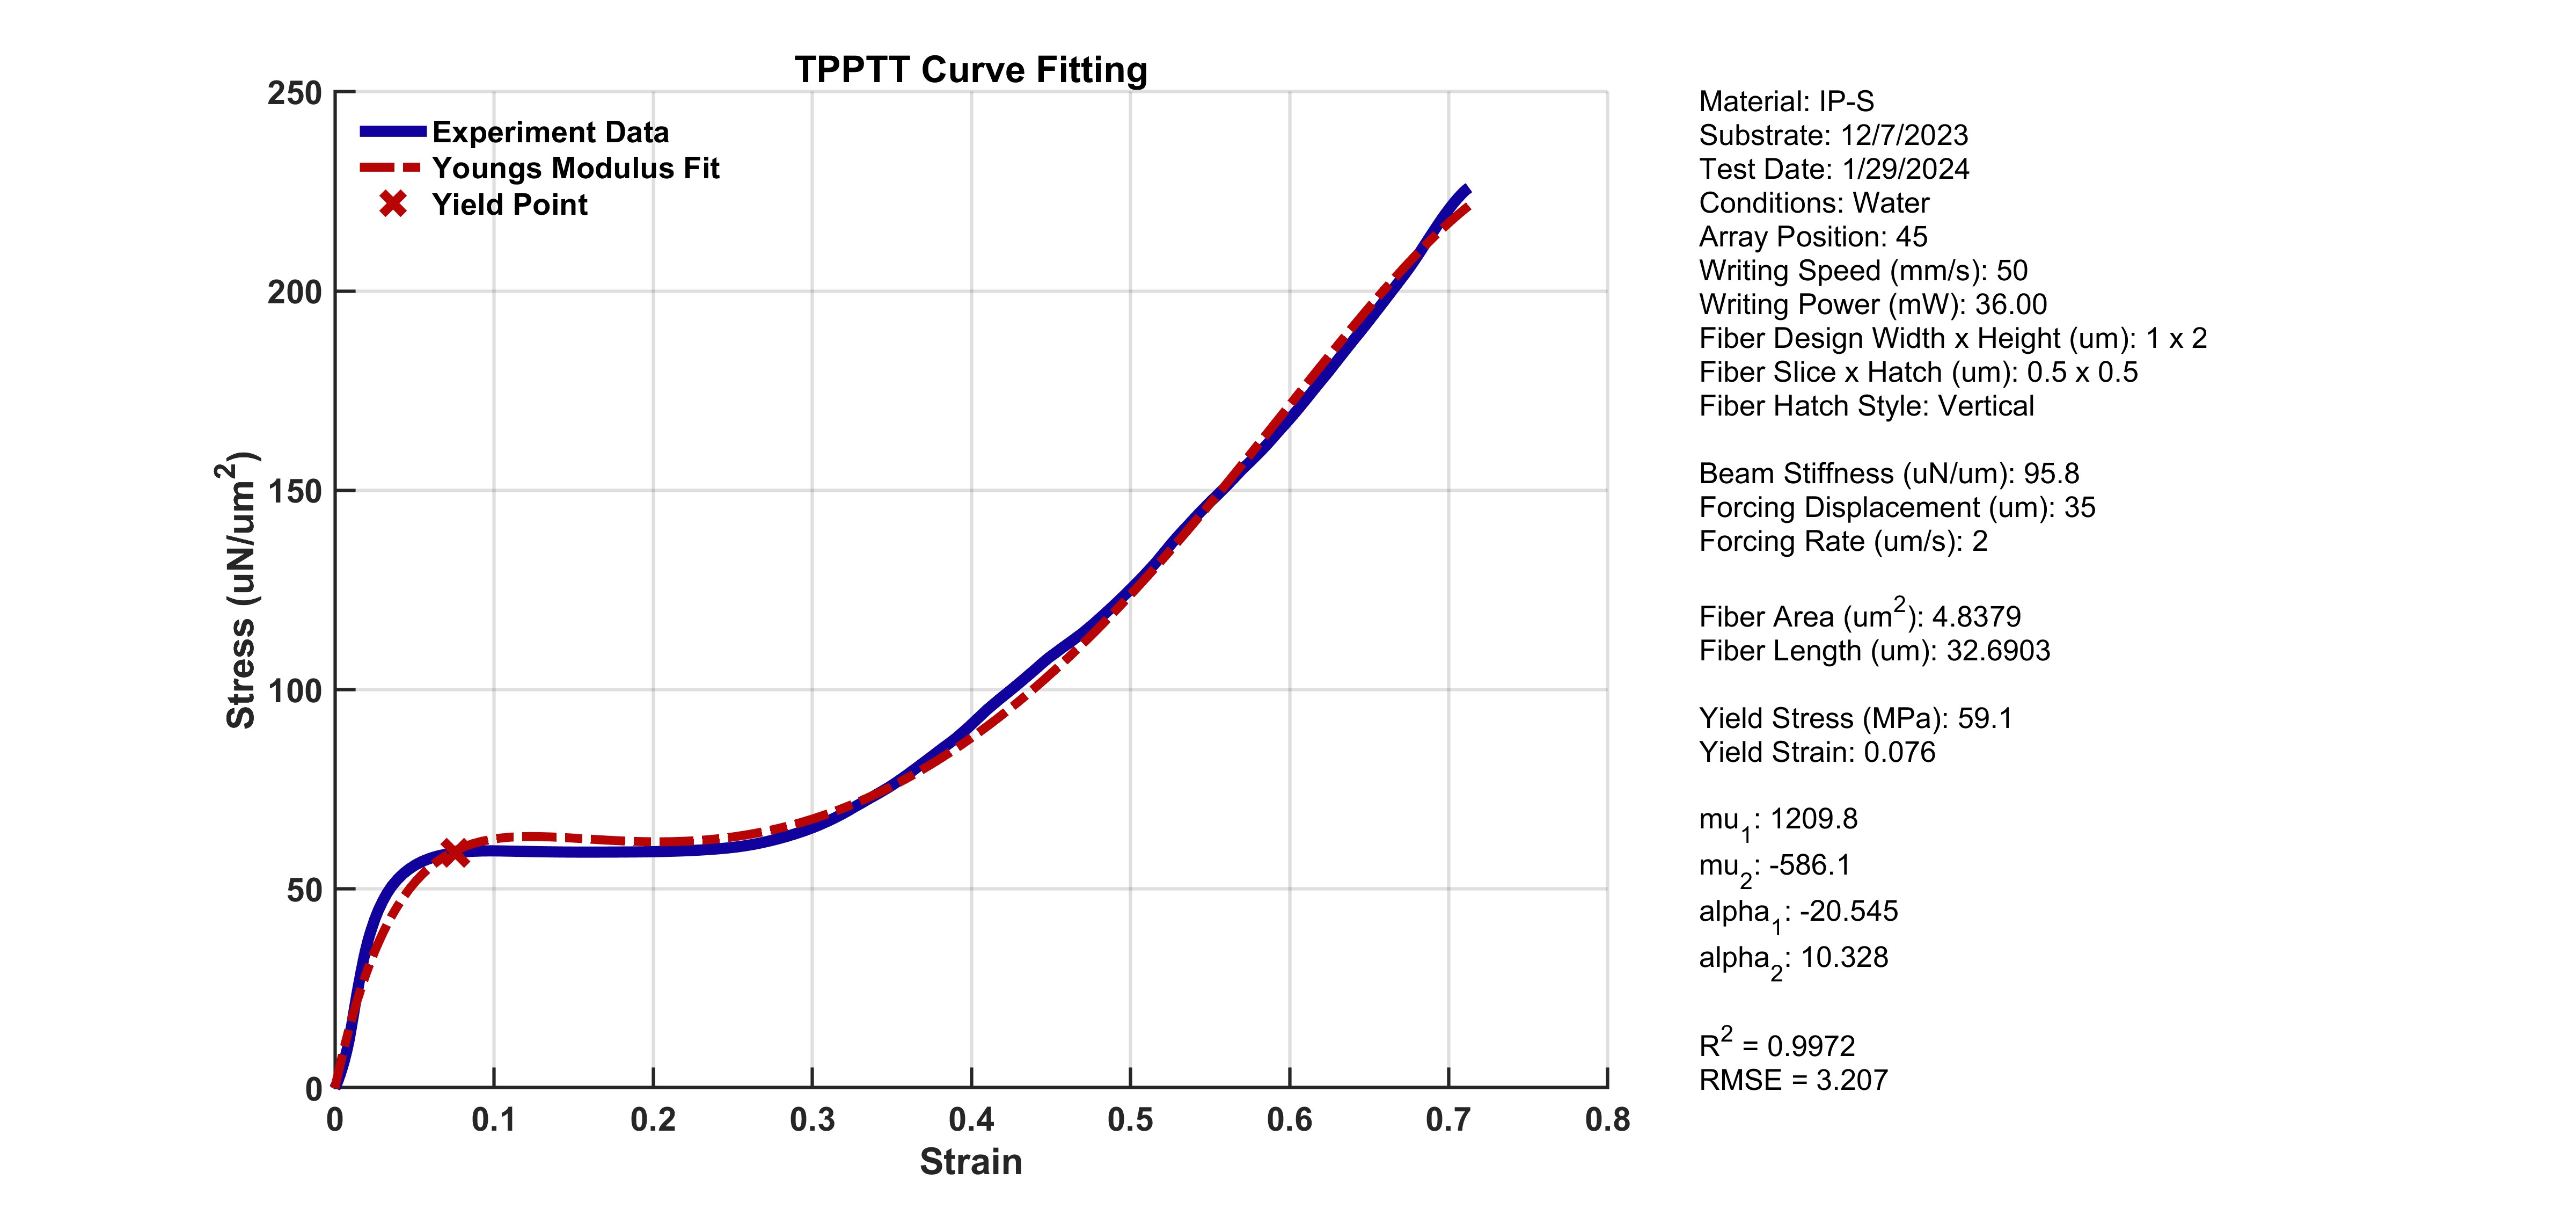 TPPTT Curve Fitting
250
200
150
100
50
0
Stress (uN/um²)
Experiment Data
Youngs Modulus Fit
Yield Point
0 0.1 0.2 0.3 0.4 0.5 0.6 0.7 0.8
Strain
Material: IP-S
Substrate: 12/7/2023
Test Date: 1/29/2024
Conditions: Water
Array Position: 45
Writing Speed (mm/s): 50
Writing Power (mW): 36.00
Fiber Design Width x Height (um): 1 x 2
Fiber Slice x Hatch (um): 0.5 x 0.5
Fiber Hatch Style: Vertical
Beam Stiffness (uN/um): 95.8
Forcing Displacement (um): 35
Forcing Rate (um/s): 2
Fiber Area (um²): 4.8379
Fiber Length (um): 32.6903
Yield Stress (MPa): 59.1
Yield Strain: 0.076
mu₁: 1209.8
mu₂: -586.1
alpha₁: -20.545
alpha₂: 10.328
R² = 0.9972
RMSE = 3.207